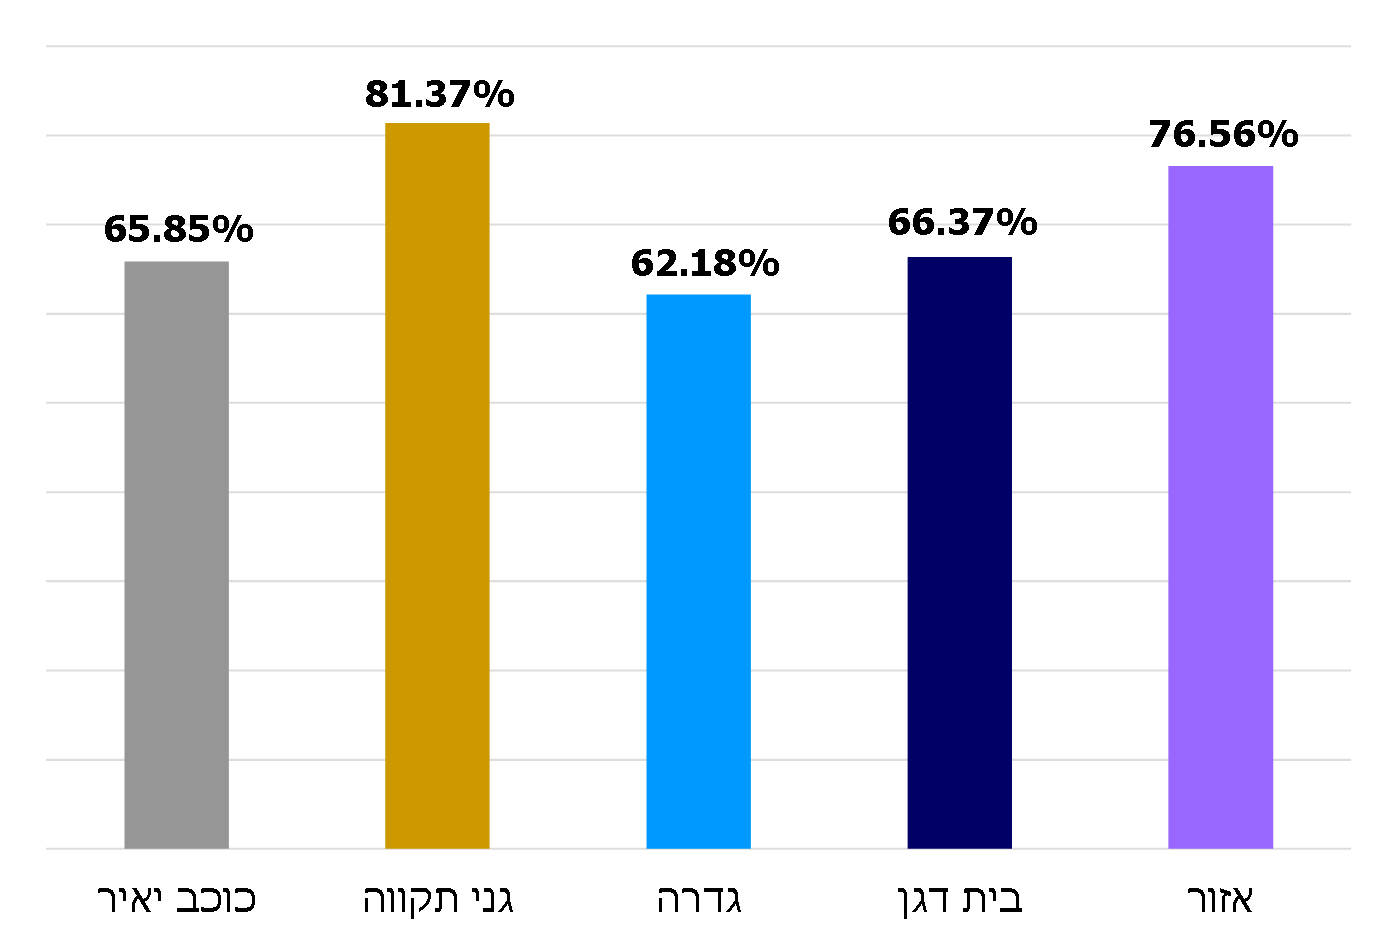 81.37%
76.56%
66.37%
65.85%
62.18%
אזור
בית דגן
גדרה
גני תקווה
כוכב יאיר